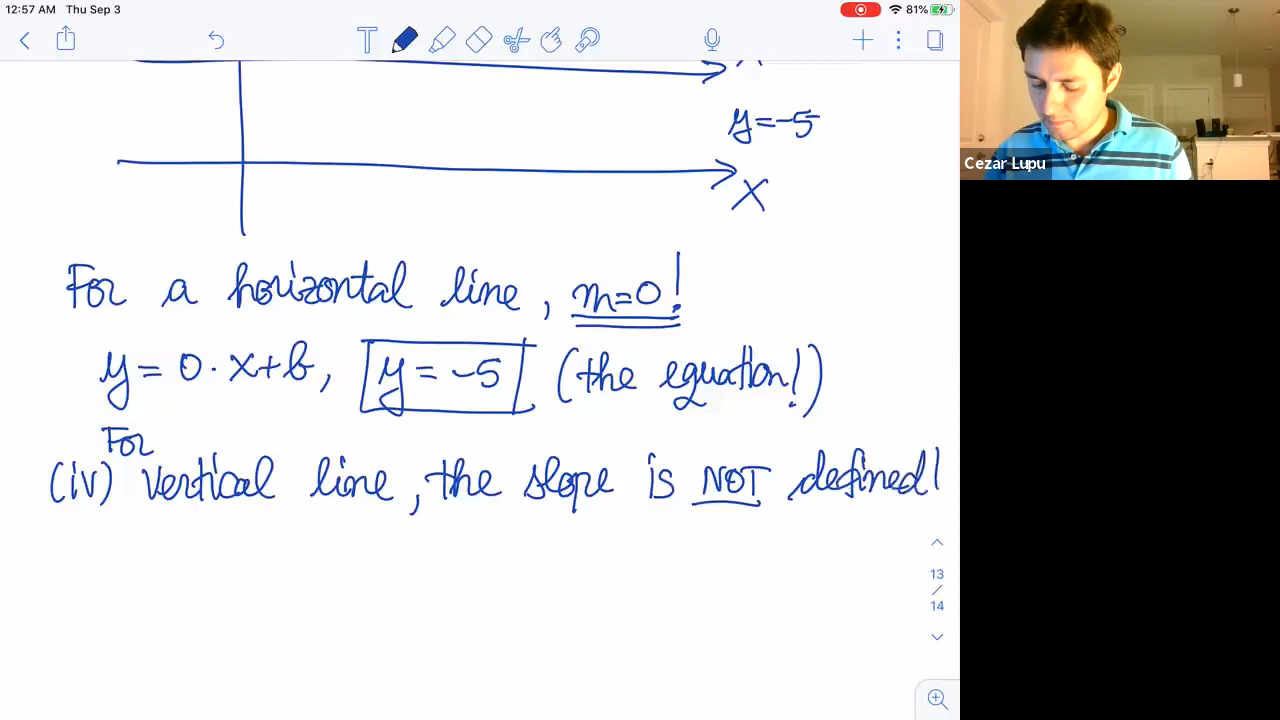 12:57 AM Thu Sep 3
81%
T
y=-5
X
For a horizontal line, m=0!
y = 0·x+b, y = -5 (the equation!)
For
(iv) vertical line, the slope is NOT defined!
13
/
14
Cezar Lupu